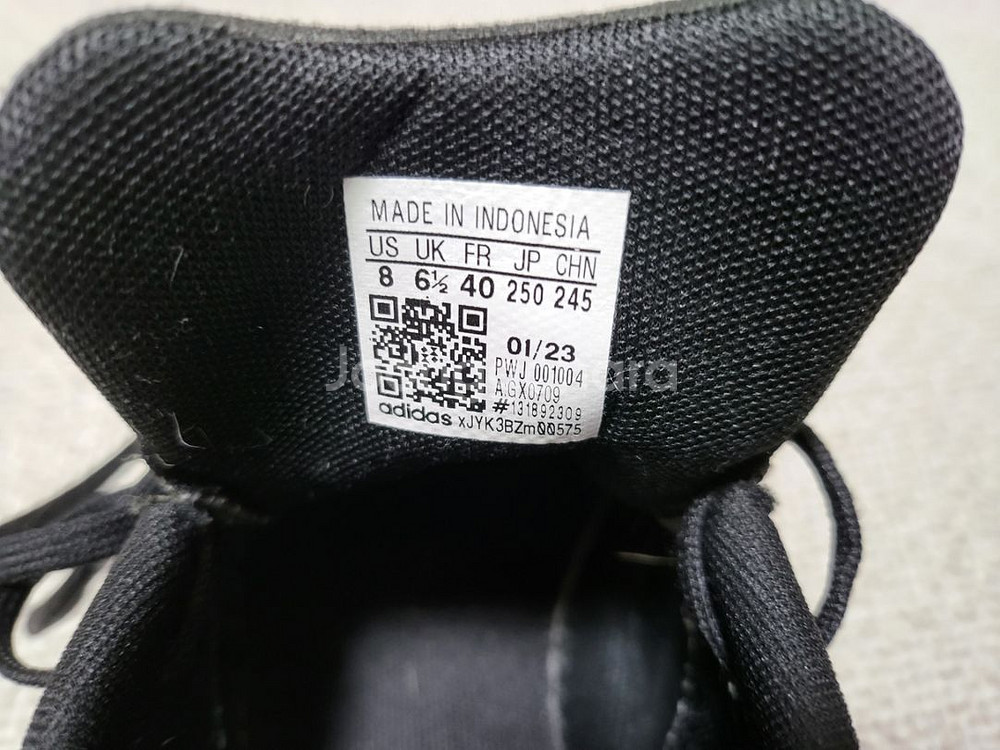 MADE IN INDONESIA
US UK FR JP CHN
8 6½ 40 250 245
01/23
PWJ 001004
A.GX0709
#131892309
adidas xJYK3BZm00575